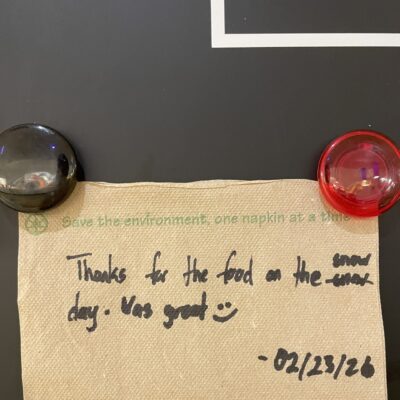 Save the environment, one napkin at a time
snow
Thanks for the food on the snow
day. Was great :)
- 02/23/26